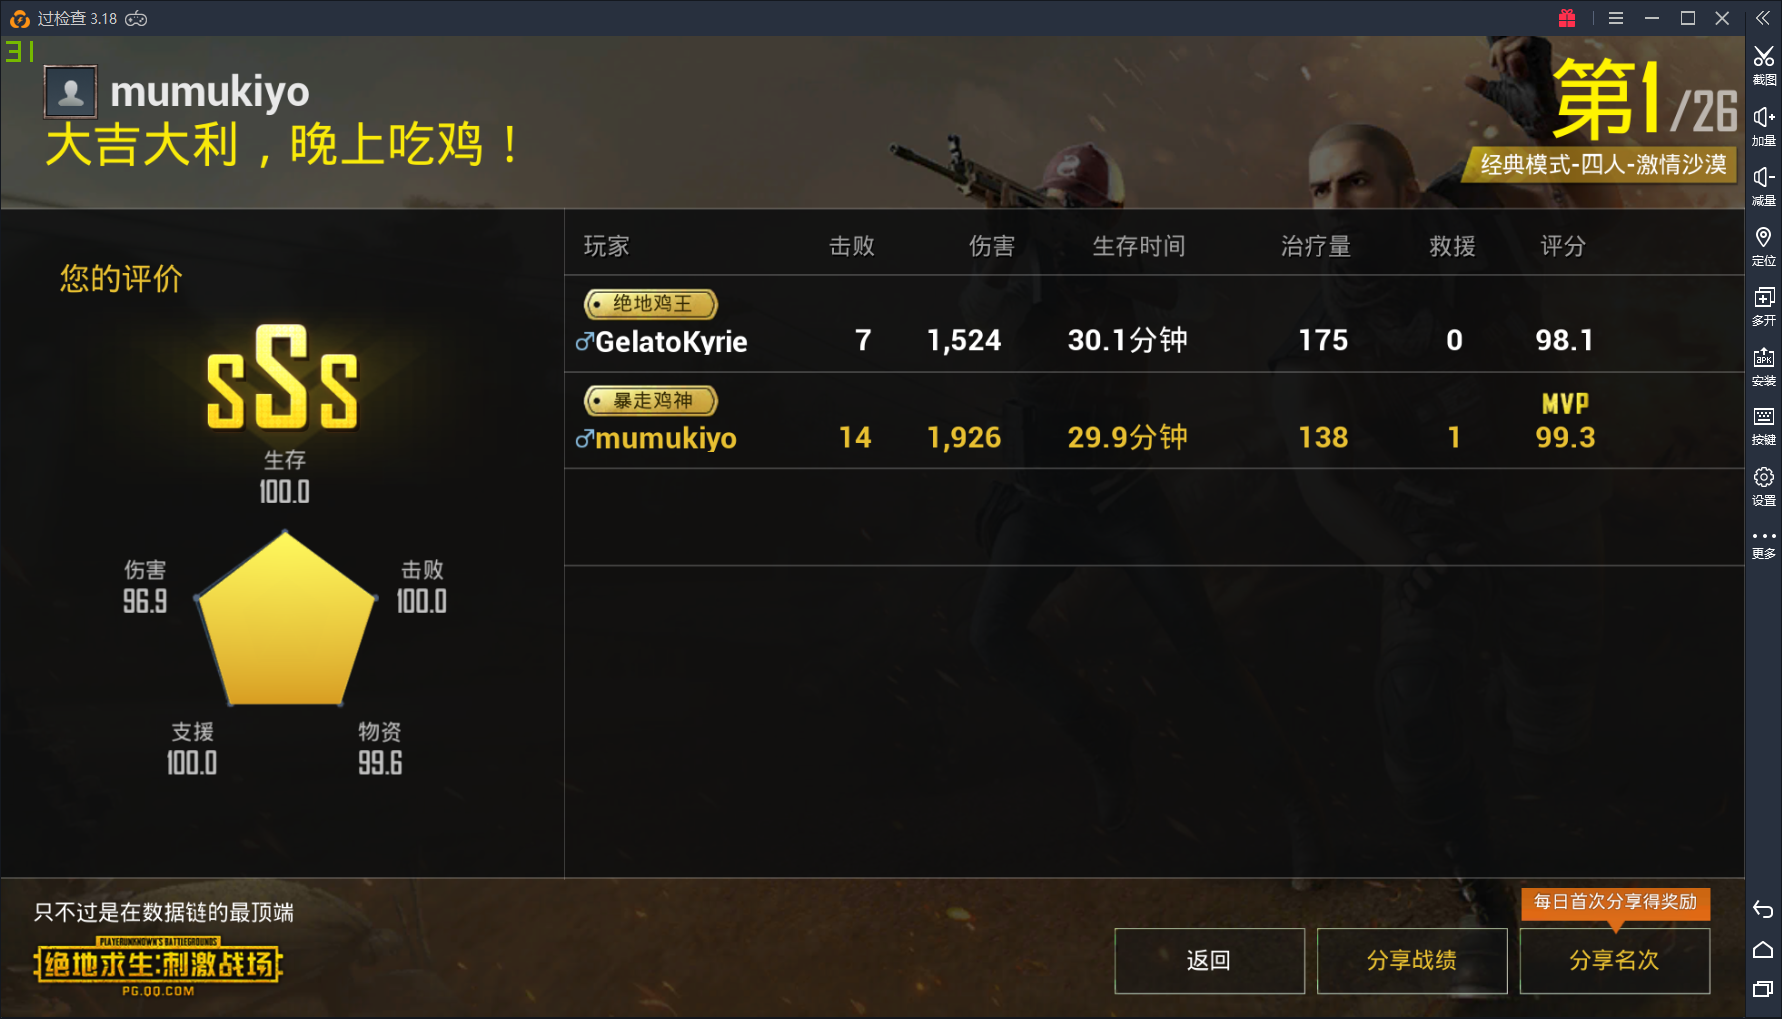 过检查 3.18
31
mumukiyo
大吉大利，晚上吃鸡！
第1/26
经典模式-四人-激情沙漠
您的评价
SSS
生存
100.0
伤害
96.9
击败
100.0
支援
100.0
物资
99.6
玩家 击败 伤害 生存时间 治疗量 救援 评分
绝地鸡王
♂GelatoKyrie 7 1,524 30.1分钟 175 0 98.1
暴走鸡神 MVP
♂mumukiyo 14 1,926 29.9分钟 138 1 99.3
只不过是在数据链的最顶端
PLAYERUNKNOWN'S BATTLEGROUNDS
绝地求生:刺激战场
PG.QQ.COM
每日首次分享得奖励
返回 分享战绩 分享名次
截图
加量
减量
定位
多开
APK
安装
按键
设置
更多